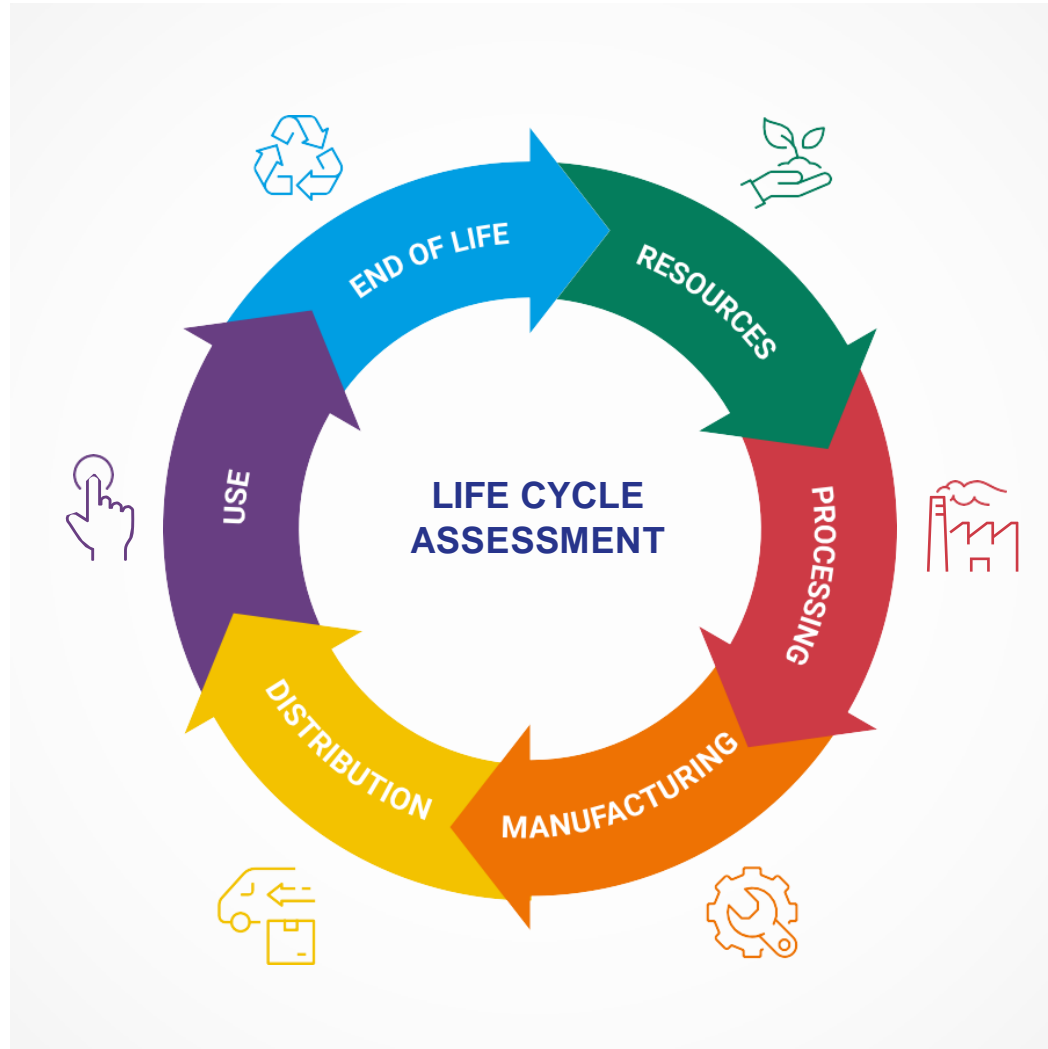 LIFE CYCLE
ASSESSMENT
RESOURCES
PROCESSING
MANUFACTURING
DISTRIBUTION
USE
END OF LIFE